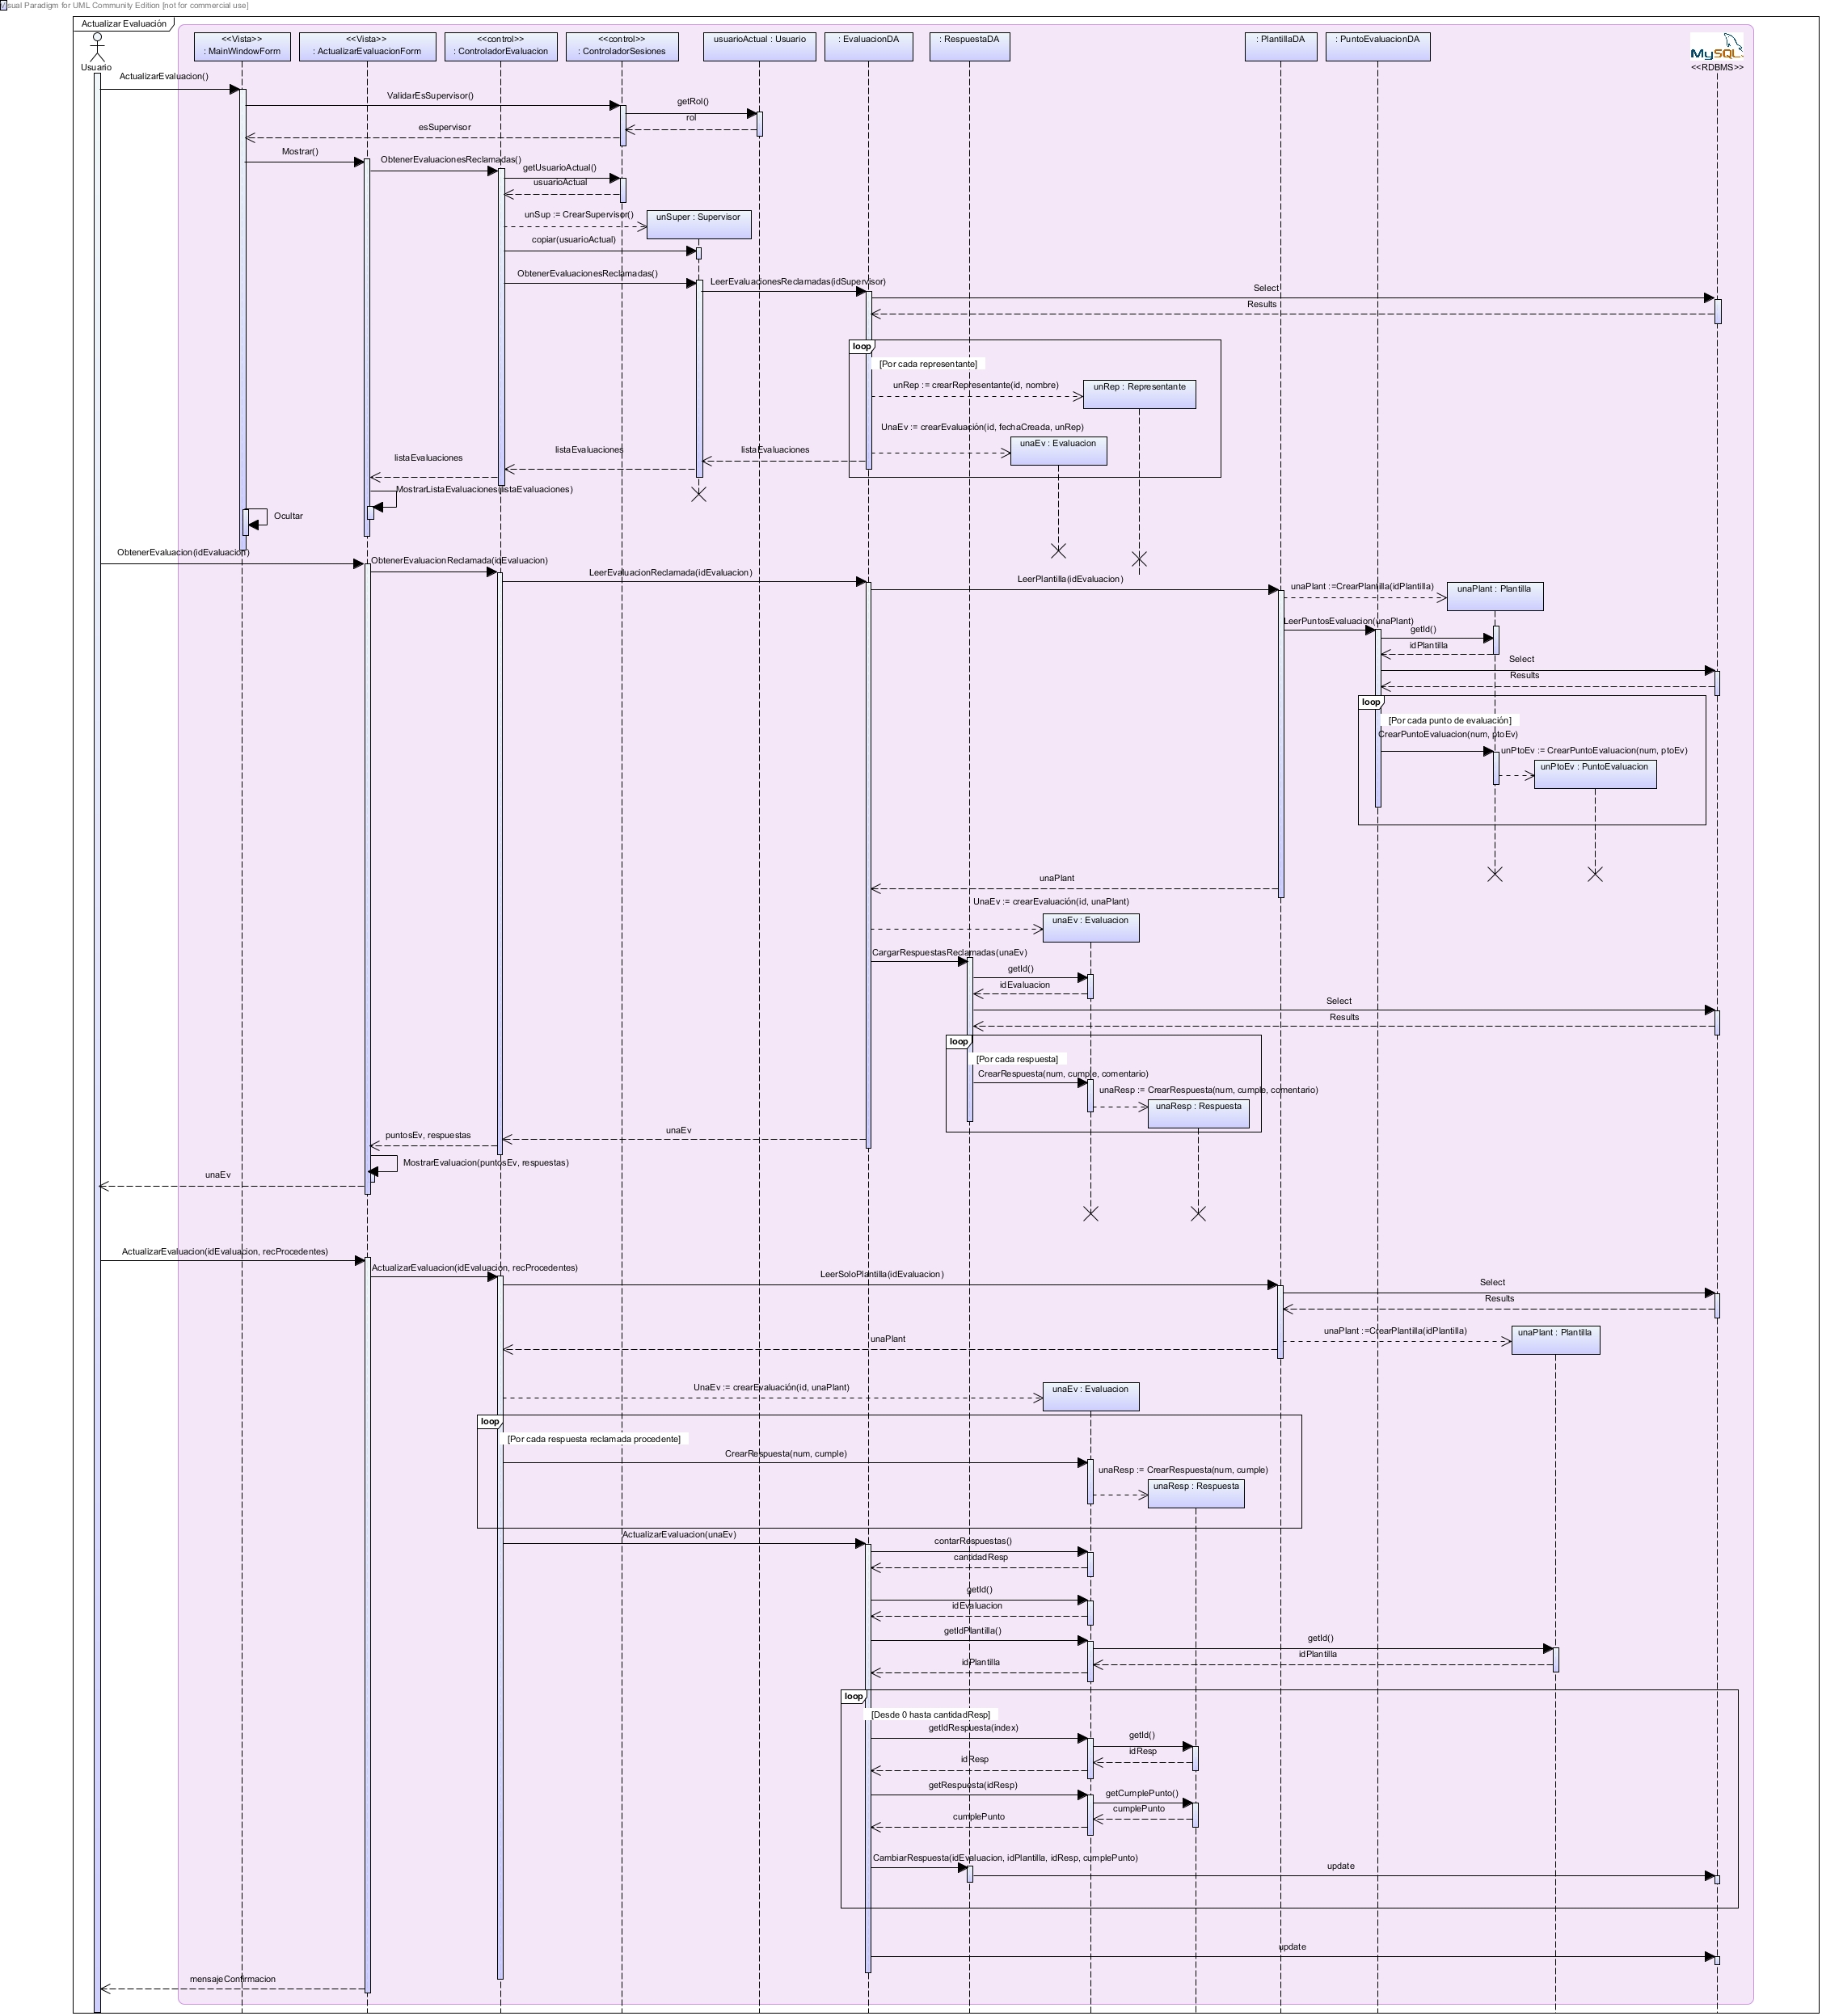 Visual Paradigm for UML Community Edition [not for commercial use]
Actualizar Evaluación
Usuario
<<Vista>>
: MainWindowForm
<<Vista>>
: ActualizarEvaluacionForm
<<control>>
: ControladorEvaluacion
<<control>>
: ControladorSesiones
usuarioActual : Usuario
: EvaluacionDA
: RespuestaDA
: PlantillaDA
: PuntoEvaluacionDA
MySQL
<<RDBMS>>
ActualizarEvaluacion()
ValidarEsSupervisor()
getRol()
rol
esSupervisor
Mostrar()
ObtenerEvaluacionesReclamadas()
getUsuarioActual()
usuarioActual
unSup := CrearSupervisor()
unSuper : Supervisor
copiar(usuarioActual)
ObtenerEvaluacionesReclamadas()
LeerEvaluacionesReclamadas(idSupervisor)
Select
Results
loop
[Por cada representante]
unRep := crearRepresentante(id, nombre)
unRep : Representante
UnaEv := crearEvaluación(id, fechaCreada, unRep)
unaEv : Evaluacion
listaEvaluaciones
listaEvaluaciones
listaEvaluaciones
MostrarListaEvaluaciones(listaEvaluaciones)
Ocultar
ObtenerEvaluacion(idEvaluacion)
ObtenerEvaluacionReclamada(idEvaluacion)
LeerEvaluacionReclamada(idEvaluacion)
LeerPlantilla(idEvaluacion)
unaPlant :=CrearPlantilla(idPlantilla)
unaPlant : Plantilla
LeerPuntosEvaluacion(unaPlant)
getId()
idPlantilla
Select
Results
loop
[Por cada punto de evaluación]
CrearPuntoEvaluacion(num, ptoEv)
unPtoEv := CrearPuntoEvaluacion(num, ptoEv)
unPtoEv : PuntoEvaluacion
unaPlant
UnaEv := crearEvaluación(id, unaPlant)
unaEv : Evaluacion
CargarRespuestasReclamadas(unaEv)
getId()
idEvaluacion
Select
Results
loop
[Por cada respuesta]
CrearRespuesta(num, cumple, comentario)
unaResp := CrearRespuesta(num, cumple, comentario)
unaResp : Respuesta
unaEv
puntosEv, respuestas
MostrarEvaluacion(puntosEv, respuestas)
unaEv
ActualizarEvaluacion(idEvaluacion, recProcedentes)
ActualizarEvaluacion(idEvaluacion, recProcedentes)
LeerSoloPlantilla(idEvaluacion)
Select
Results
unaPlant :=CrearPlantilla(idPlantilla)
unaPlant : Plantilla
unaPlant
UnaEv := crearEvaluación(id, unaPlant)
unaEv : Evaluacion
loop
[Por cada respuesta reclamada procedente]
CrearRespuesta(num, cumple)
unaResp := CrearRespuesta(num, cumple)
unaResp : Respuesta
ActualizarEvaluacion(unaEv)
contarRespuestas()
cantidadResp
getId()
idEvaluacion
getIdPlantilla()
getId()
idPlantilla
idPlantilla
loop
[Desde 0 hasta cantidadResp]
getIdRespuesta(index)
getId()
idResp
idResp
getRespuesta(idResp)
getCumplePunto()
cumplePunto
cumplePunto
CambiarRespuesta(idEvaluacion, idPlantilla, idResp, cumplePunto)
update
update
mensajeConfirmacion